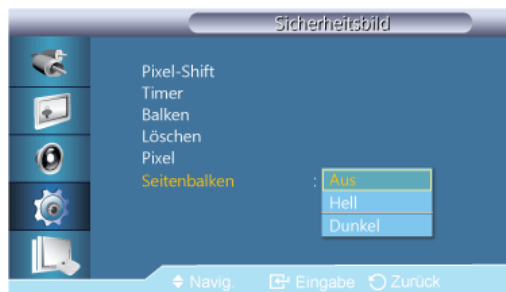 Sicherheitsbild
Pixel-Shift
Timer
Balken
Löschen
Pixel
Seitenbalken : Aus
Hell
Dunkel
Navig. Eingabe Zurück